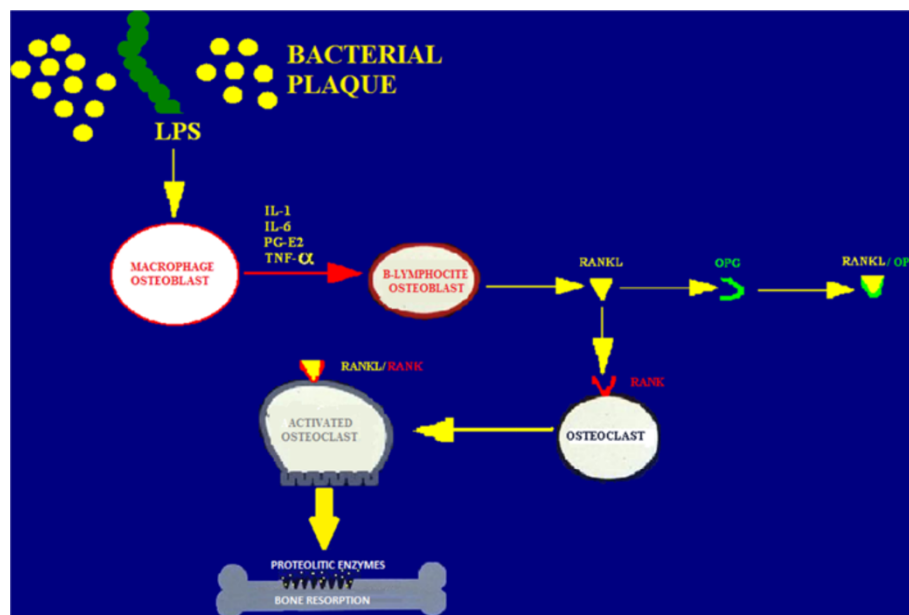 BACTERIAL
PLAQUE
LPS
IL-1
IL-6
PG-E2
TNF-α
MACROPHAGE
OSTEOBLAST
B-LYMPHOCITE
OSTEOBLAST
RANKL
OPG
RANKL/OP
RANKL/RANK
RANK
ACTIVATED
OSTEOCLAST
OSTEOCLAST
PROTEOLITIC ENZYMES
BONE RESORPTION